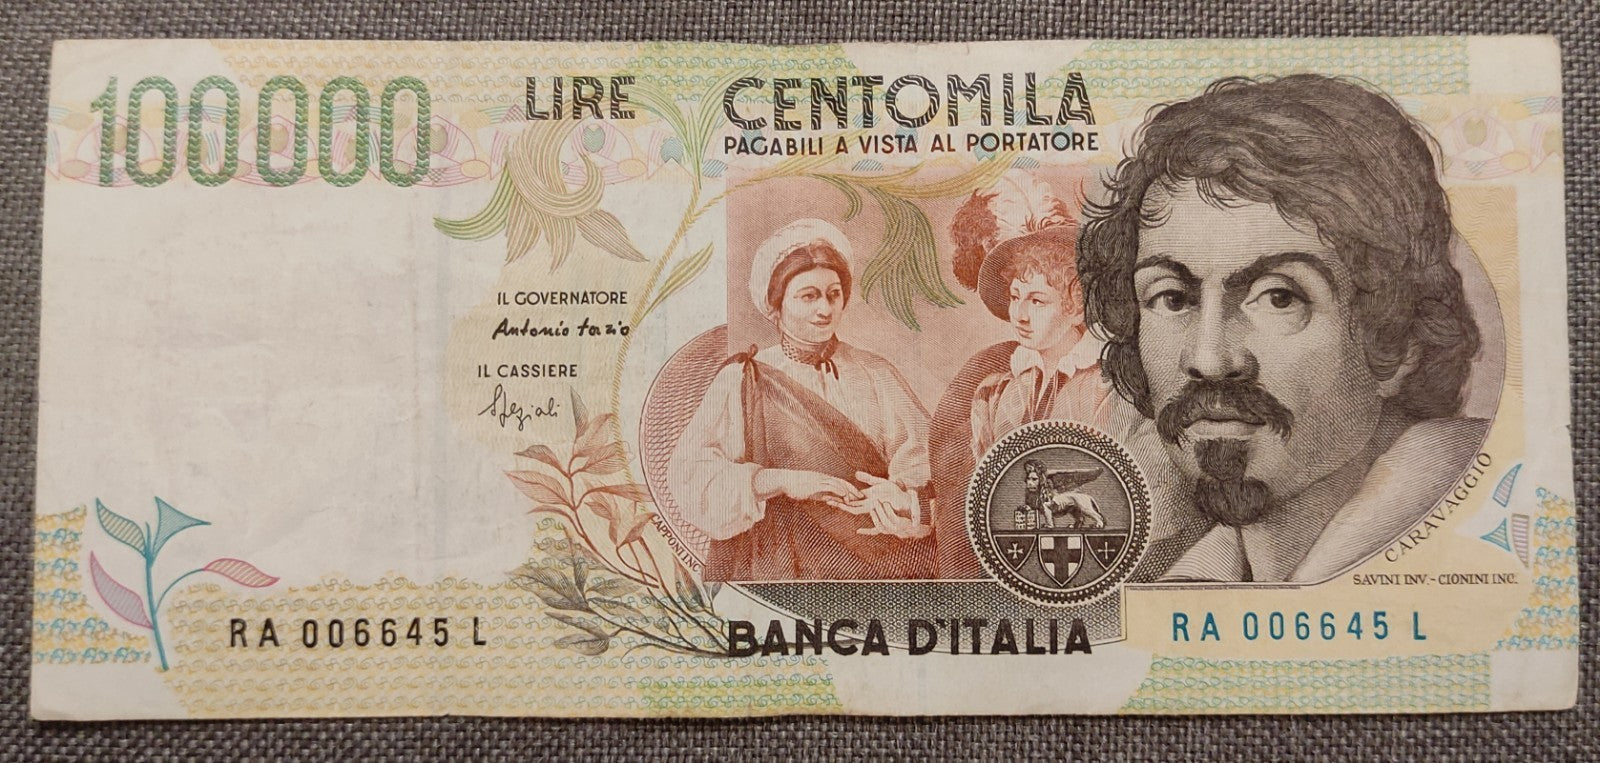 100000
LIRE CENTOMILA
PAGABILI A VISTA AL PORTATORE
IL GOVERNATORE
Antonio Fazio
IL CASSIERE
Speziali
CAPPONI INC.
CARAVAGGIO
SAVINI INV. - CIONINI INC.
RA 006645 L
BANCA D'ITALIA
RA 006645 L